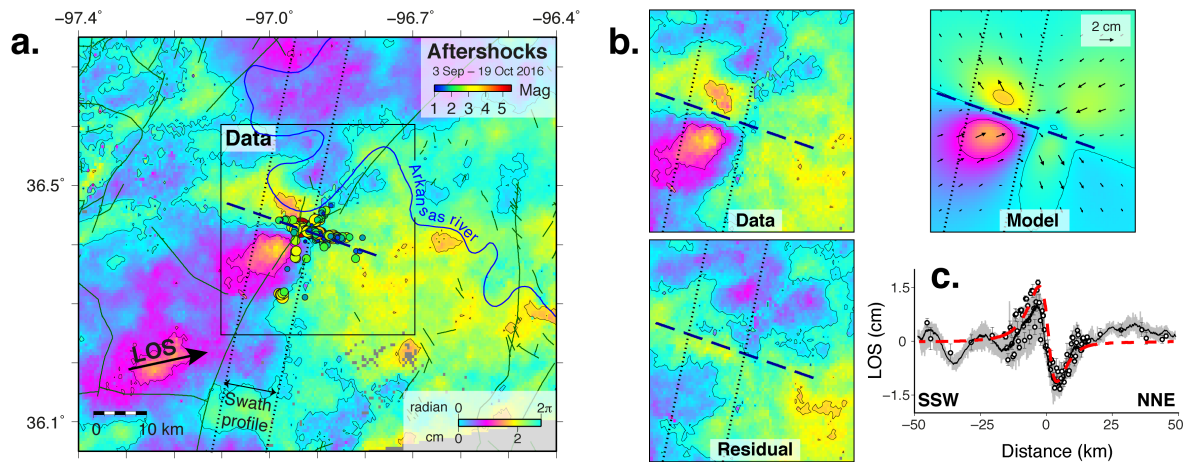 −97.4˚ −97.0˚ −96.7˚ −96.4˚
a.
Aftershocks
3 Sep – 19 Oct 2016
Mag
1 2 3 4 5
Data
36.5˚
Arkansas river
LOS
0 10 km
Swath
profile
radian 0 2π
cm 0 2
36.1˚
b.
Data
2 cm
Model
Residual
c.
LOS (cm)
1.5
0
−1.5
SSW NNE
−50 −25 0 25 50
Distance (km)